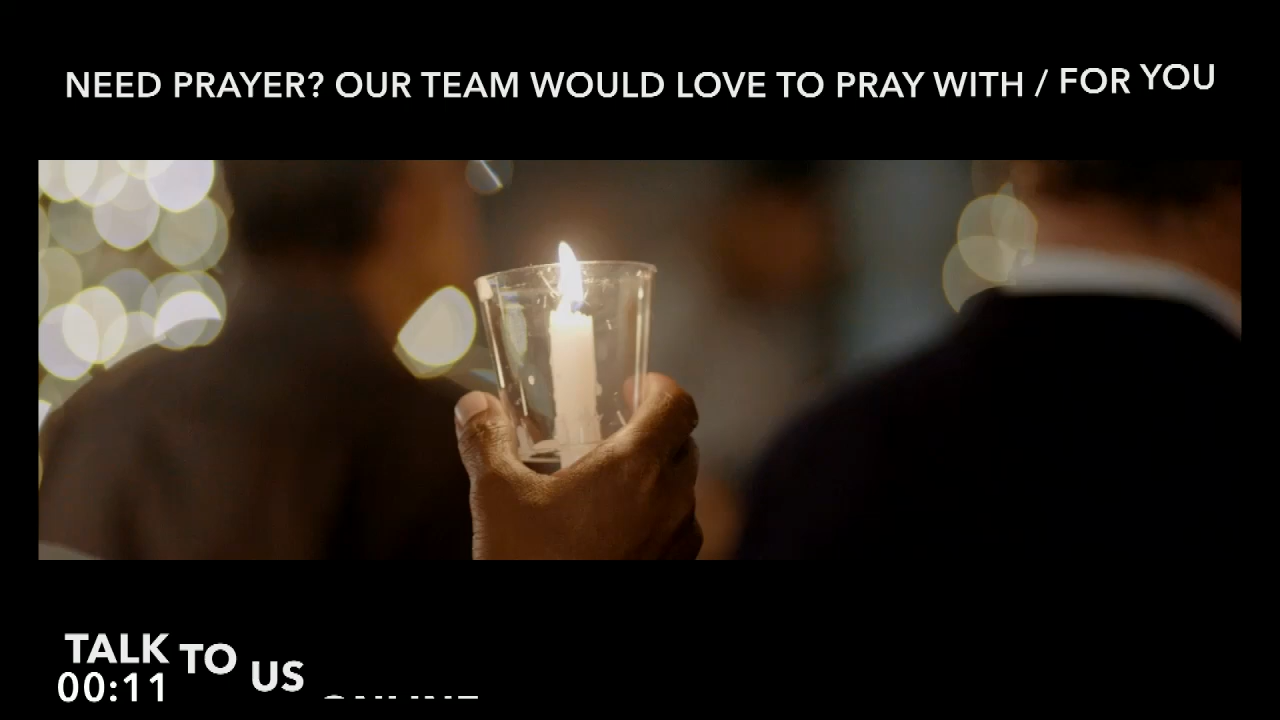 NEED PRAYER? OUR TEAM WOULD LOVE TO PRAY WITH / FOR YOU
TALK TO US
00:11